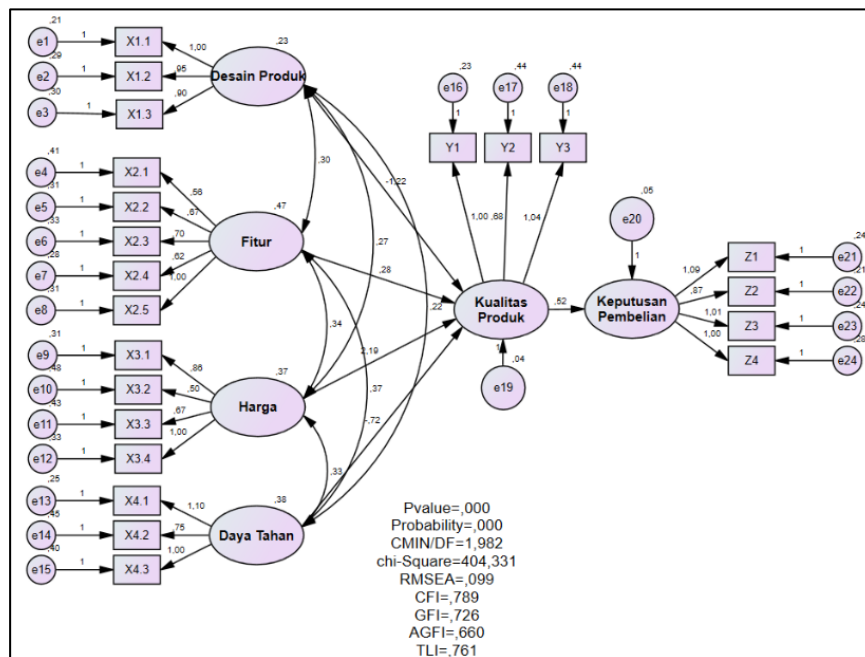 ,21
e1 1 X1.1 1,00
,29
e2 1 X1.2 ,95
,30
e3 1 X1.3 ,90
,23
Desain Produk
,41
e4 1 X2.1 ,56
,31
e5 1 X2.2 ,67
,33
e6 1 X2.3 ,70
,28
e7 1 X2.4 ,62
,31
e8 1 X2.5 1,00
,47
Fitur
,31
e9 1 X3.1 ,86
,48
e10 1 X3.2 ,50
,43
e11 1 X3.3 ,67
,33
e12 1 X3.4 1,00
,37
Harga
,25
e13 1 X4.1 1,10
,45
e14 1 X4.2 ,75
,40
e15 1 X4.3 1,00
,38
Daya Tahan
,30
,27
,22
,34
,37
,33
-1,22
,28
2,19
-,72
,23 ,44 ,44
e16 e17 e18
1 1 1
Y1 Y2 Y3
1,00 ,68 1,04
Kualitas
Produk
1
,04
e19
,52
,05
e20
1
Keputusan
Pembelian
,24
1,09 Z1 1 e21
,21
,87 Z2 1 e22
,24
1,01 Z3 1 e23
,28
1,00 Z4 1 e24
Pvalue=,000
Probability=,000
CMIN/DF=1,982
chi-Square=404,331
RMSEA=,099
CFI=,789
GFI=,726
AGFI=,660
TLI=,761